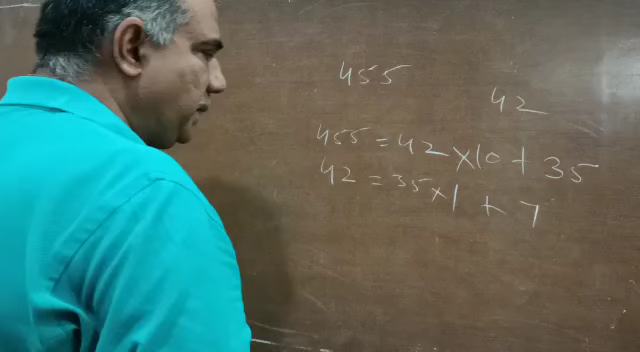 455
42
455 = 42 × 10 + 35
42 = 35 × 1 + 7